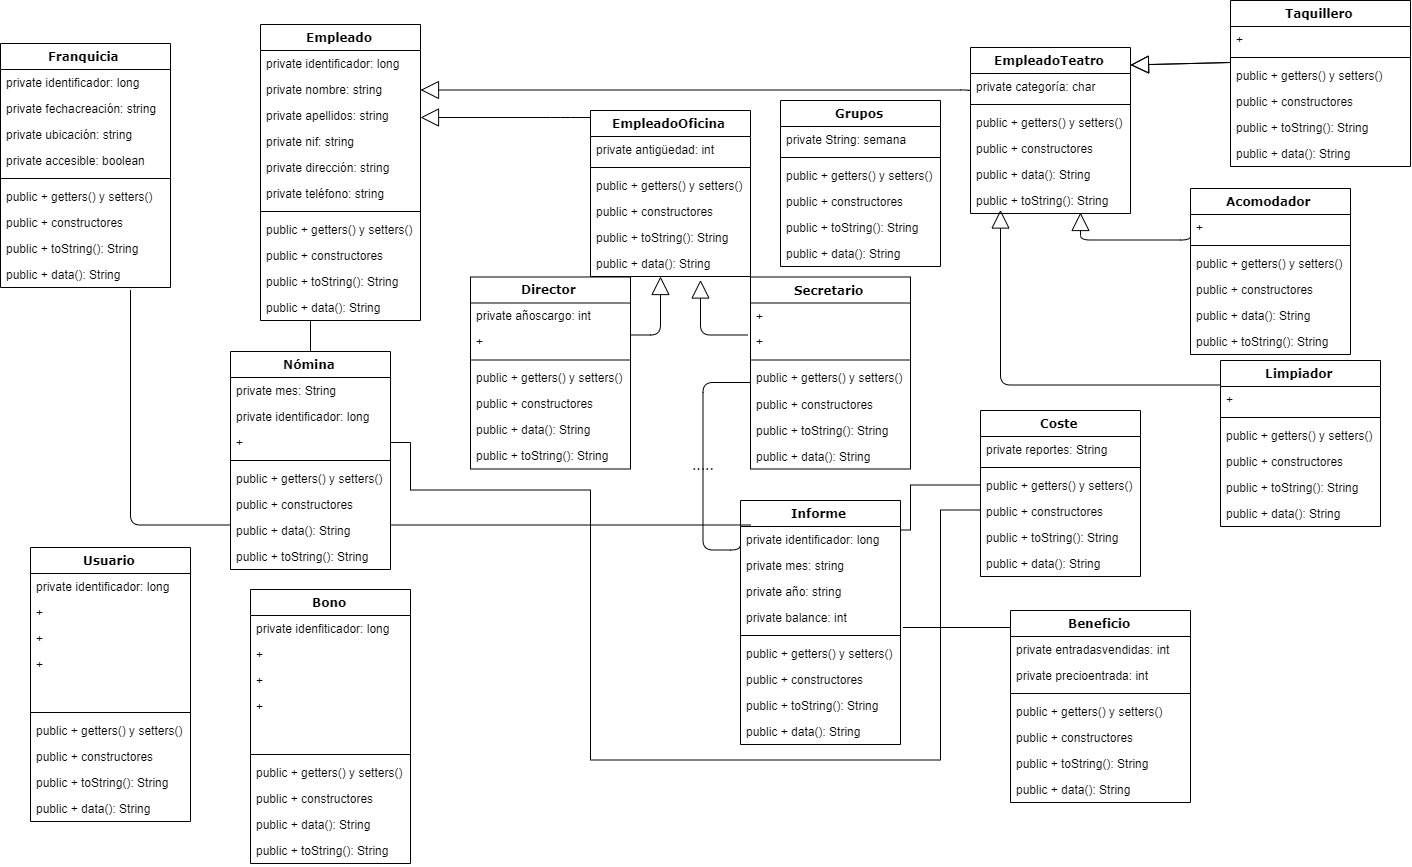 Franquicia
private identificador: long
private fechacreación: string
private ubicación: string
private accesible: boolean
public + getters() y setters()
public + constructores
public + toString(): String
public + data(): String
Empleado
private identificador: long
private nombre: string
private apellidos: string
private nif: string
private dirección: string
private teléfono: string
public + getters() y setters()
public + constructores
public + toString(): String
public + data(): String
EmpleadoOficina
private antigüedad: int
public + getters() y setters()
public + constructores
public + toString(): String
public + data(): String
Grupos
private String: semana
public + getters() y setters()
public + constructores
public + toString(): String
public + data(): String
EmpleadoTeatro
private categoría: char
public + getters() y setters()
public + constructores
public + data(): String
public + toString(): String
Taquillero
+
public + getters() y setters()
public + constructores
public + toString(): String
public + data(): String
Acomodador
+
public + getters() y setters()
public + constructores
public + data(): String
public + toString(): String
Director
private añoscargo: int
+
public + getters() y setters()
public + constructores
public + data(): String
public + toString(): String
Secretario
+
+
public + getters() y setters()
public + constructores
public + toString(): String
public + data(): String
.....
Limpiador
+
public + getters() y setters()
public + constructores
public + toString(): String
public + data(): String
Nómina
private mes: String
private identificador: long
+
public + getters() y setters()
public + constructores
public + data(): String
public + toString(): String
Coste
private reportes: String
public + getters() y setters()
public + constructores
public + toString(): String
public + data(): String
Informe
private identificador: long
private mes: string
private año: string
private balance: int
public + getters() y setters()
public + constructores
public + toString(): String
public + data(): String
Usuario
private identificador: long
+
+
+
public + getters() y setters()
public + constructores
public + toString(): String
public + data(): String
Bono
private idenfiticador: long
+
+
+
public + getters() y setters()
public + constructores
public + data(): String
public + toString(): String
Beneficio
private entradasvendidas: int
private precioentrada: int
public + getters() y setters()
public + constructores
public + toString(): String
public + data(): String